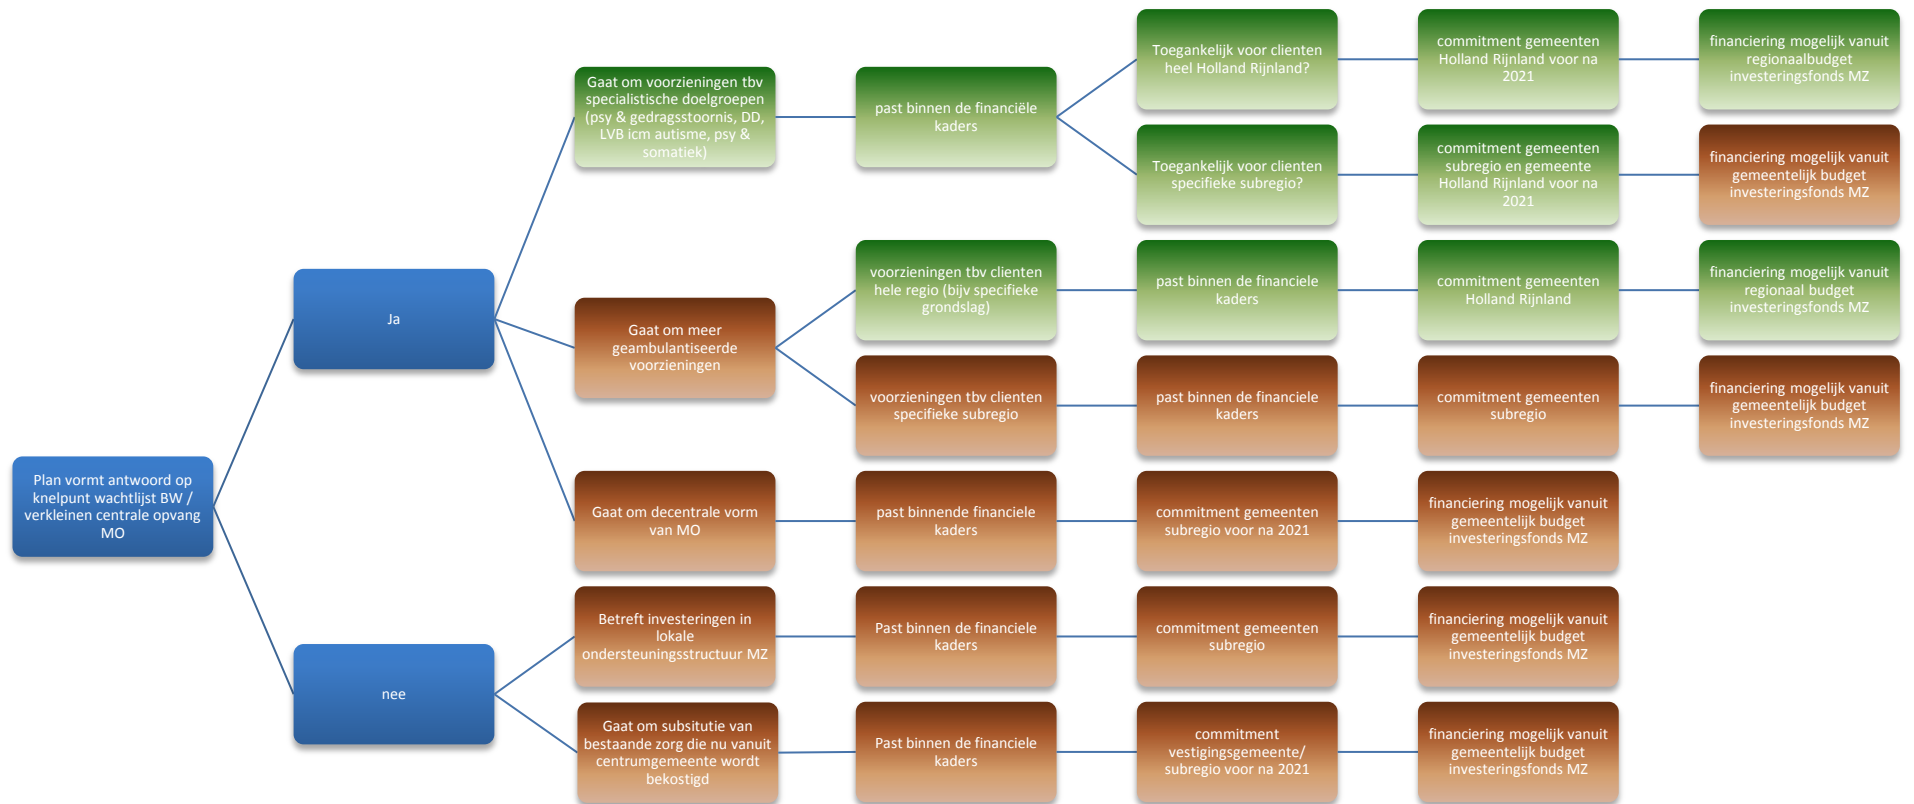 Plan vormt antwoord op
knelpunt wachtlijst BW /
verkleinen centrale opvang
MO
Ja
Gaat om voorzieningen tbv
specialistische doelgroepen
(psy & gedragsstoornis, DD,
LVB icm autisme, psy &
somatiek)
past binnen de financiële
kaders
Toegankelijk voor clienten
heel Holland Rijnland?
commitment gemeenten
Holland Rijnland voor na
2021
financiering mogelijk vanuit
regionaalbudget
investeringsfonds MZ
Toegankelijk voor clienten
specifieke subregio?
commitment gemeenten
subregio en gemeente
Holland Rijnland voor na
2021
financiering mogelijk vanuit
gemeentelijk budget
investeringsfonds MZ
Gaat om meer
geambulantiseerde
voorzieningen
voorzieningen tbv clienten
hele regio (bijv specifieke
grondslag)
past binnen de financiele
kaders
commitment gemeenten
Holland Rijnland
financiering mogelijk vanuit
regionaal budget
investeringsfonds MZ
voorzieningen tbv clienten
specifieke subregio
past binnen de financiele
kaders
commitment gemeenten
subregio
financiering mogelijk vanuit
gemeentelijk budget
investeringsfonds MZ
Gaat om decentrale vorm
van MO
past binnende financiele
kaders
commitment gemeenten
subregio voor na 2021
financiering mogelijk vanuit
gemeentelijk budget
investeringsfonds MZ
nee
Betreft investeringen in
lokale
ondersteuningsstructuur MZ
Past binnen de financiele
kaders
commitment gemeenten
subregio
financiering mogelijk vanuit
gemeentelijk budget
investeringsfonds MZ
Gaat om subsitutie van
bestaande zorg die nu vanuit
centrumgemeente wordt
bekostigd
Past binnen de financiele
kaders
commitment
vestigingsgemeente/
subregio voor na 2021
financiering mogelijk vanuit
gemeentelijk budget
investeringsfonds MZ